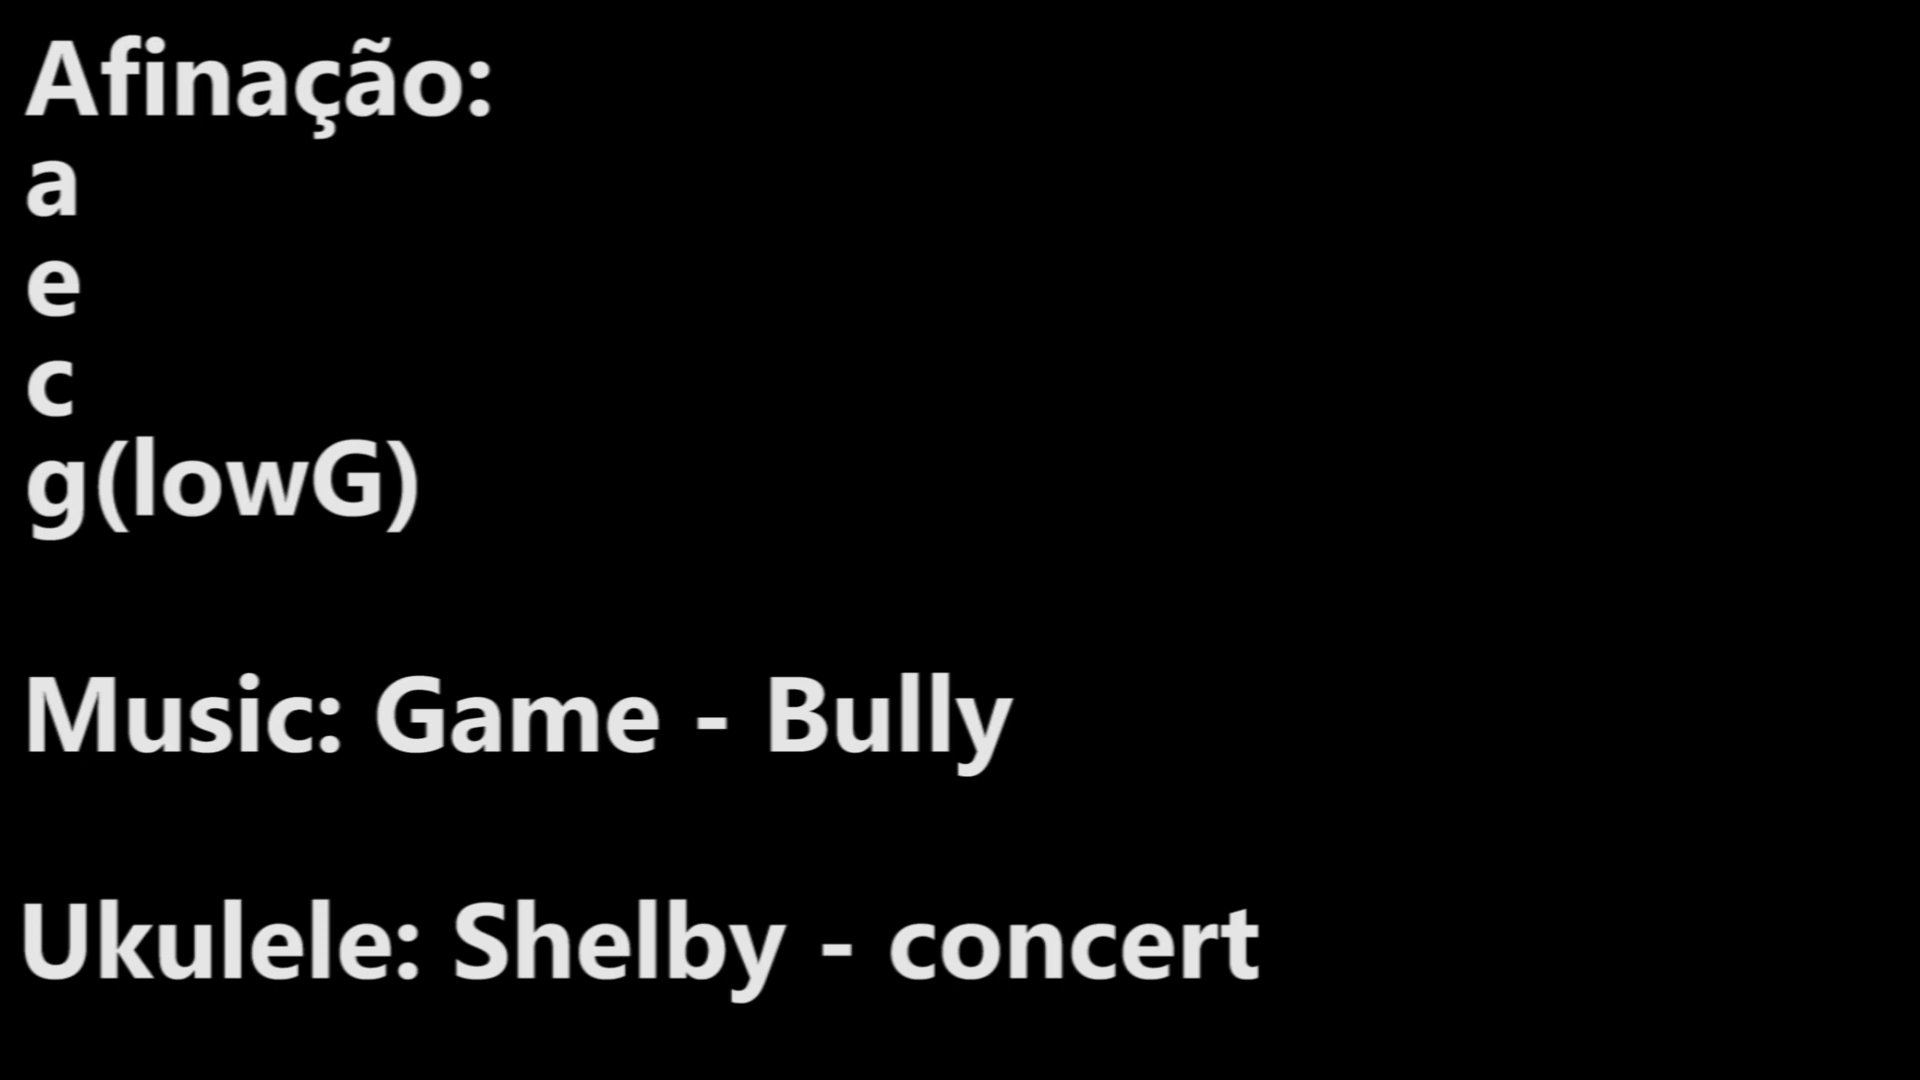 Afinação:
a
e
c
g(lowG)
Music: Game - Bully
Ukulele: Shelby - concert